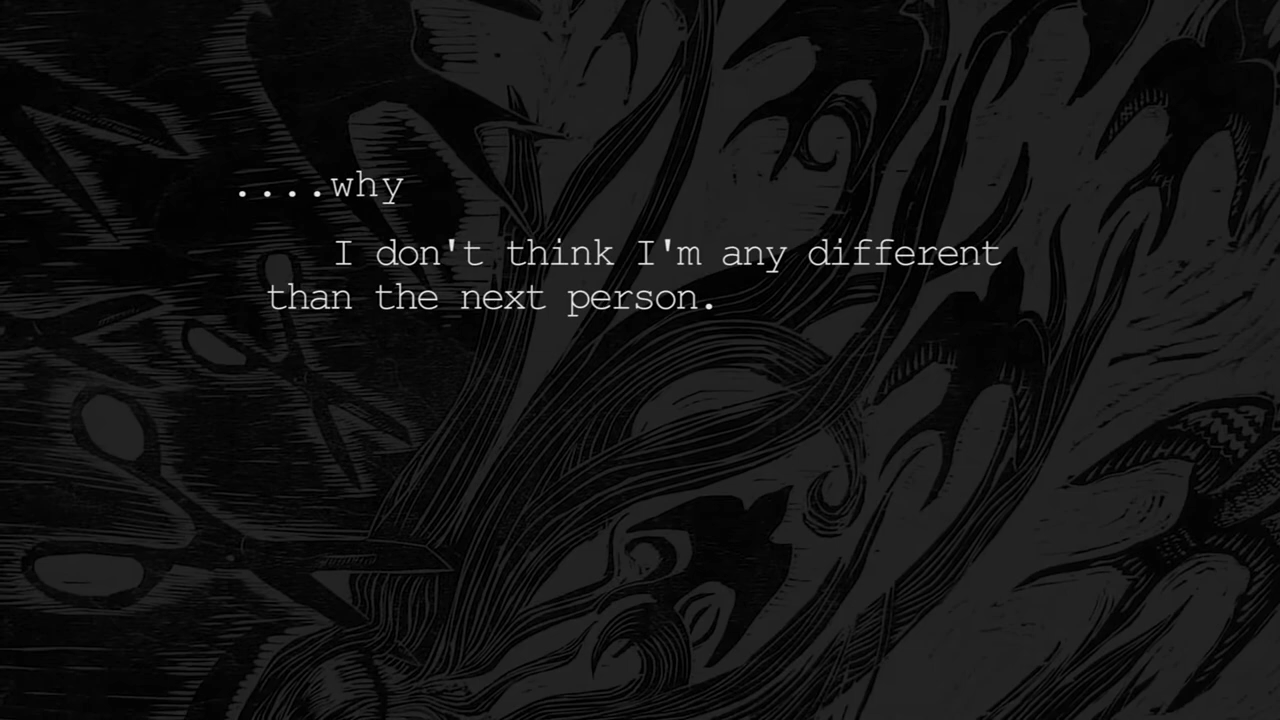 ....why
I don't think I'm any different
than the next person.